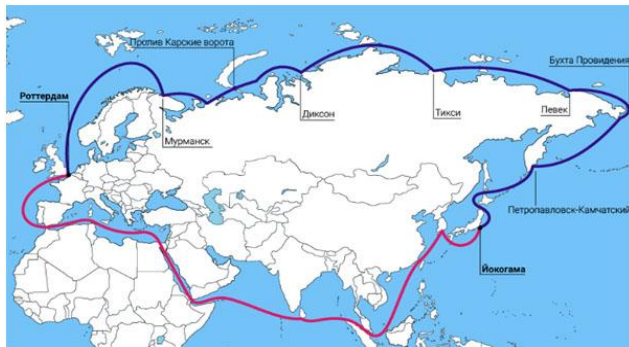 Пролив Карские ворота
Бухта Провидения
Роттердам
Диксон
Тикси
Певек
Мурманск
Петропавловск-Камчатский
Йокогама